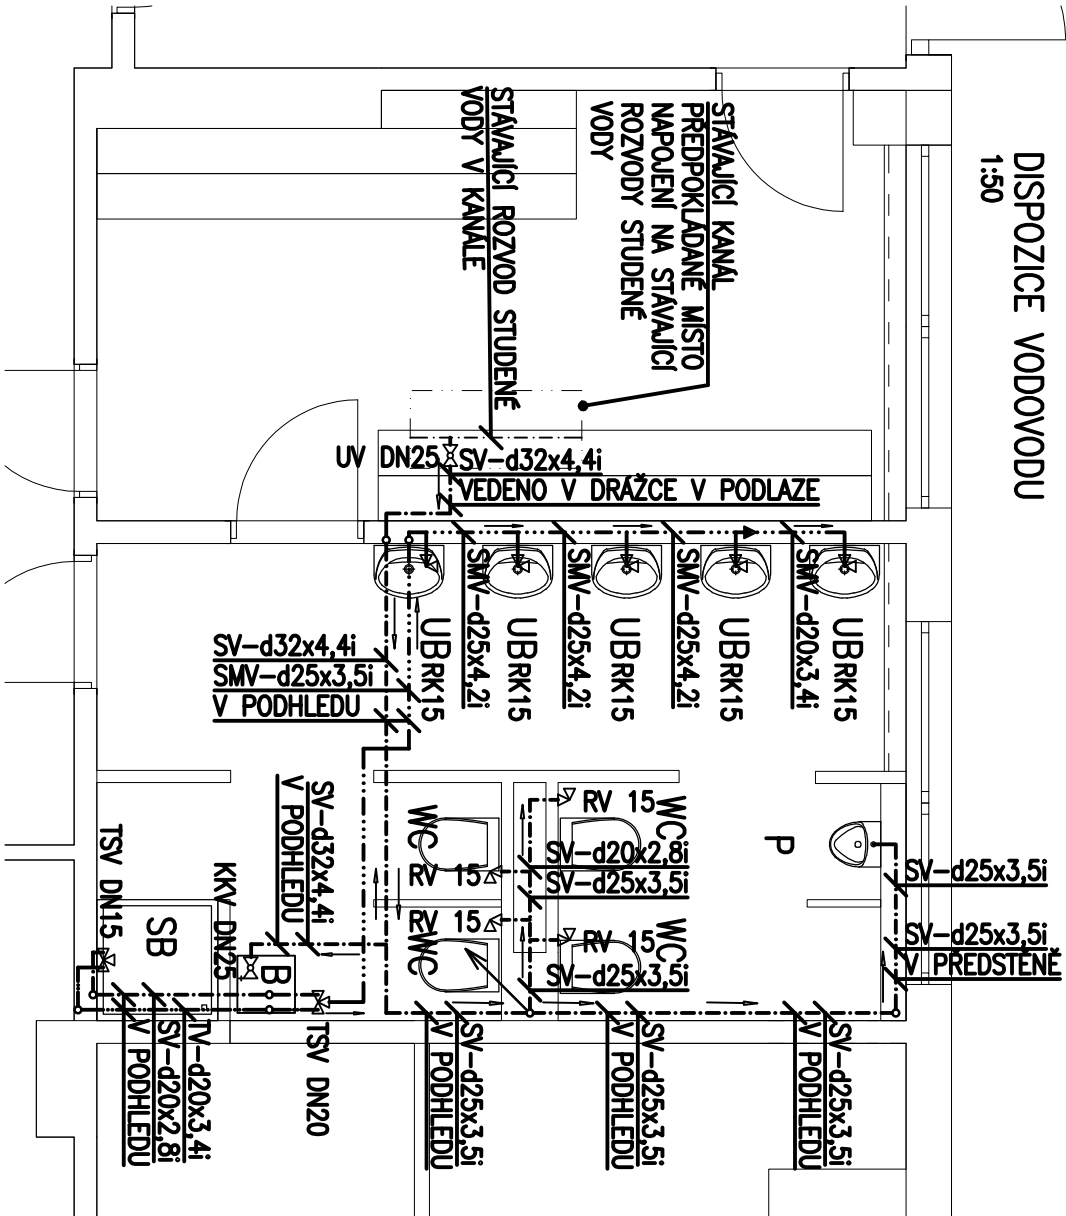 DISPOZICE VODOVODU
1:50
STÁVAJÍCÍ KANÁL
PŘEDPOKLÁDANÉ MÍSTO
NAPOJENÍ NA STÁVAJÍCÍ
ROZVODY STUDENÉ
VODY
STÁVAJÍCÍ ROZVOD STUDENÉ
VODY V KANÁLE
UV DN25
SV-d32x4,4i
VEDENO V DRÁŽCE V PODLAZE
UBRK15
SMV-d25x4,2i
UBRK15
SMV-d25x4,2i
UBRK15
SMV-d25x4,2i
UBRK15
SMV-d20x3,4i
UBRK15
SV-d32x4,4i
SMV-d25x3,5i
V PODHLEDU
SV-d32x4,4i
V PODHLEDU
WC
RV 15
RV 15
WC
RV 15
WC
SV-d20x2,8i
SV-d25x3,5i
RV 15
WC
SV-d25x3,5i
P
SV-d25x3,5i
SV-d25x3,5i
V PŘEDSTĚNĚ
TSV DN15
SB
KKV DN25
B
TSV DN20
TV-d20x3,4i
SV-d20x2,8i
V PODHLEDU
SV-d25x3,5i
V PODHLEDU
SV-d25x3,5i
V PODHLEDU
SV-d25x3,5i
V PODHLEDU